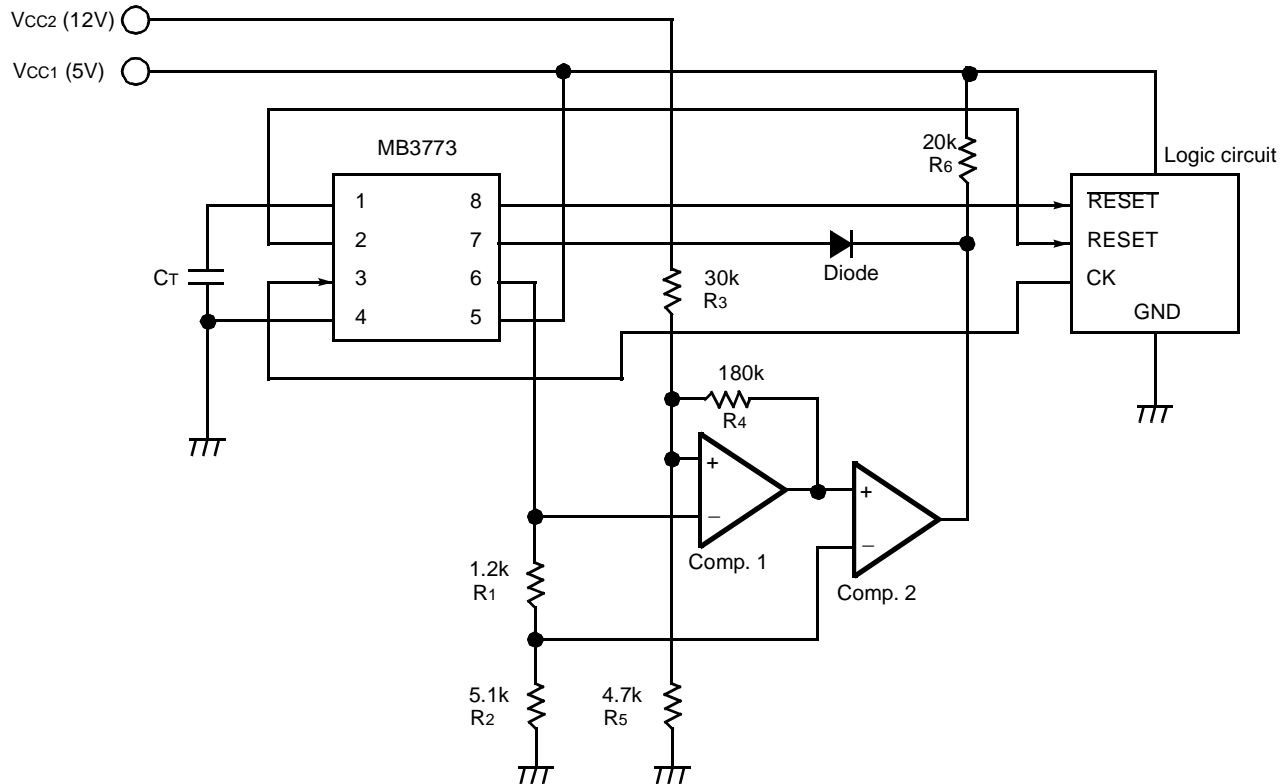 VCC2 (12V)
VCC1 (5V)
MB3773
20k
R6
Logic circuit
1
8
RESET
2
7
RESET
Diode
CT
3
6
30k
R3
CK
4
5
GND
180k
R4
+
−
+
−
Comp. 1
Comp. 2
1.2k
R1
5.1k
R2
4.7k
R5